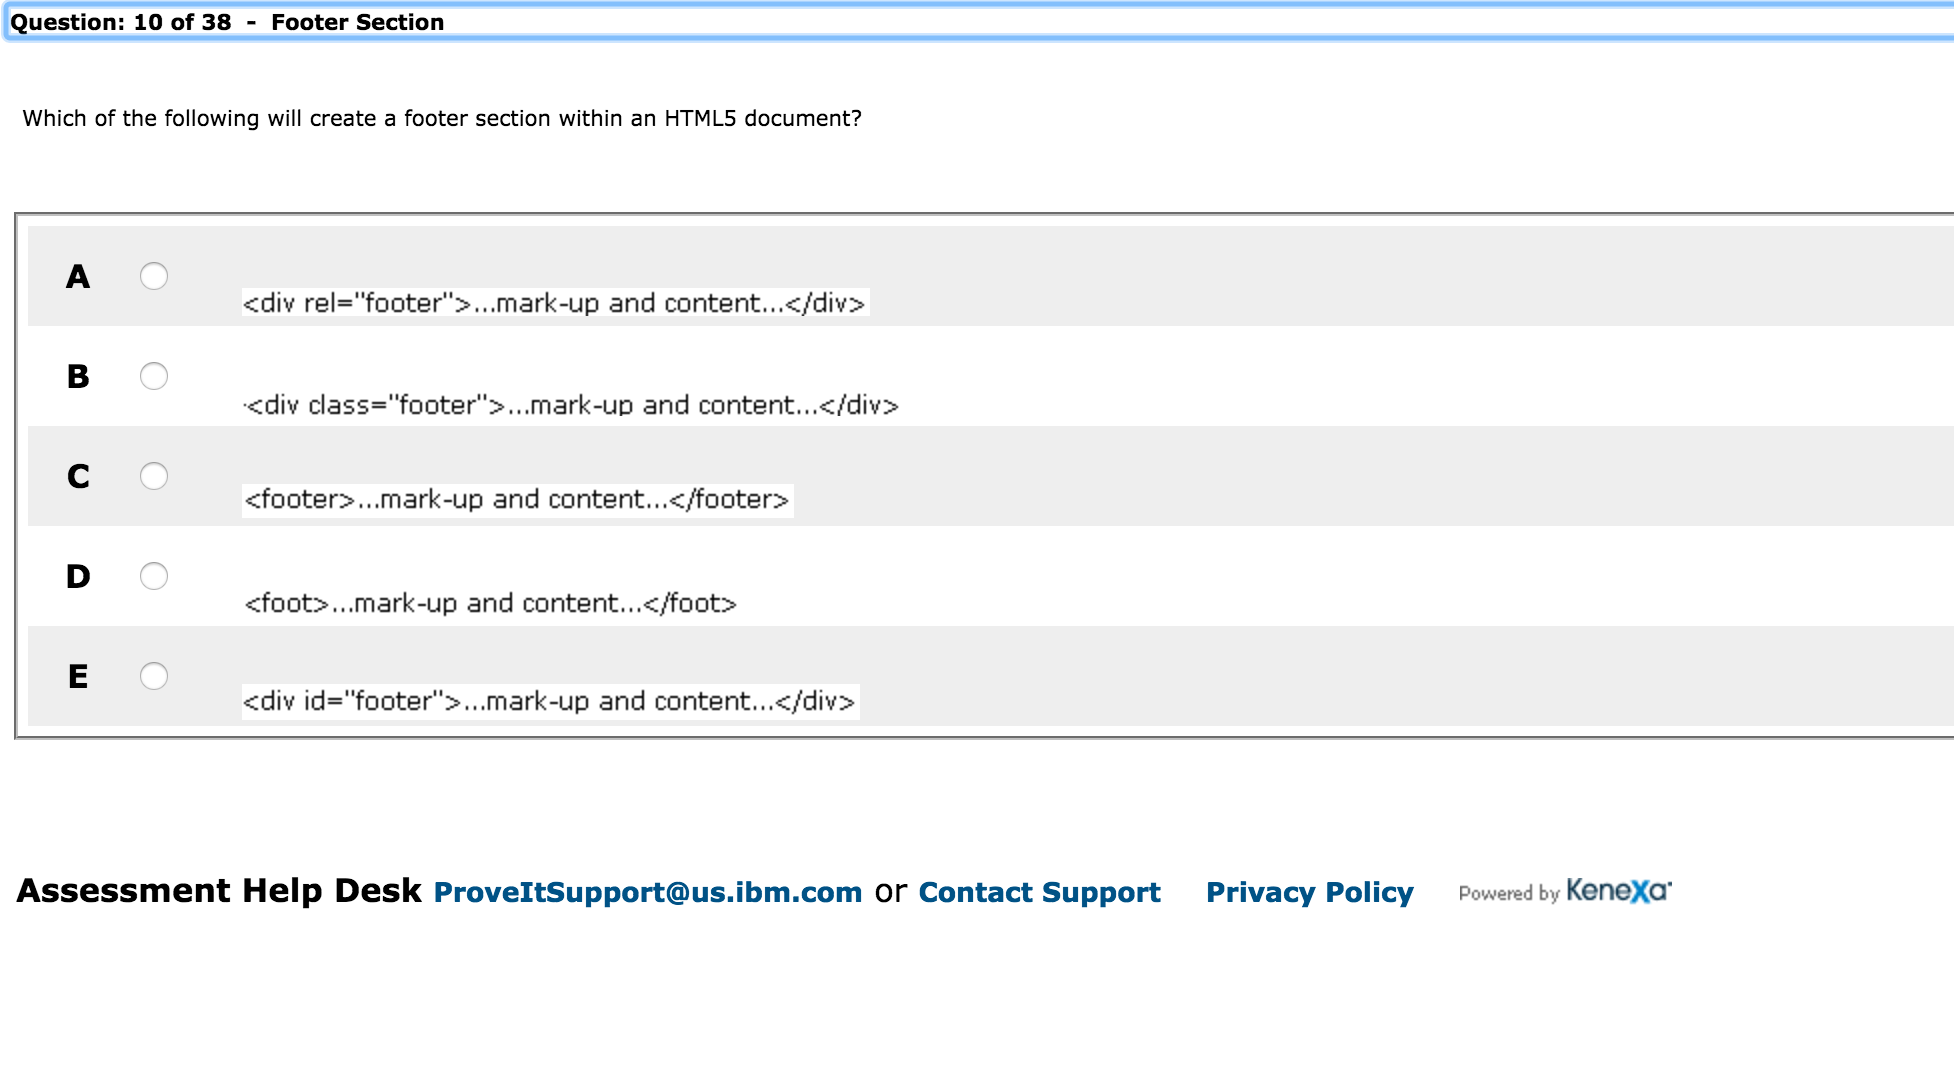 Question: 10 of 38 - Footer Section
Which of the following will create a footer section within an HTML5 document?
A
<div rel="footer">...mark-up and content...</div>
B
<div class="footer">...mark-up and content...</div>
C
<footer>...mark-up and content...</footer>
D
<foot>...mark-up and content...</foot>
E
<div id="footer">...mark-up and content...</div>
Assessment Help Desk ProveItSupport@us.ibm.com or Contact Support Privacy Policy Powered by Kenexa